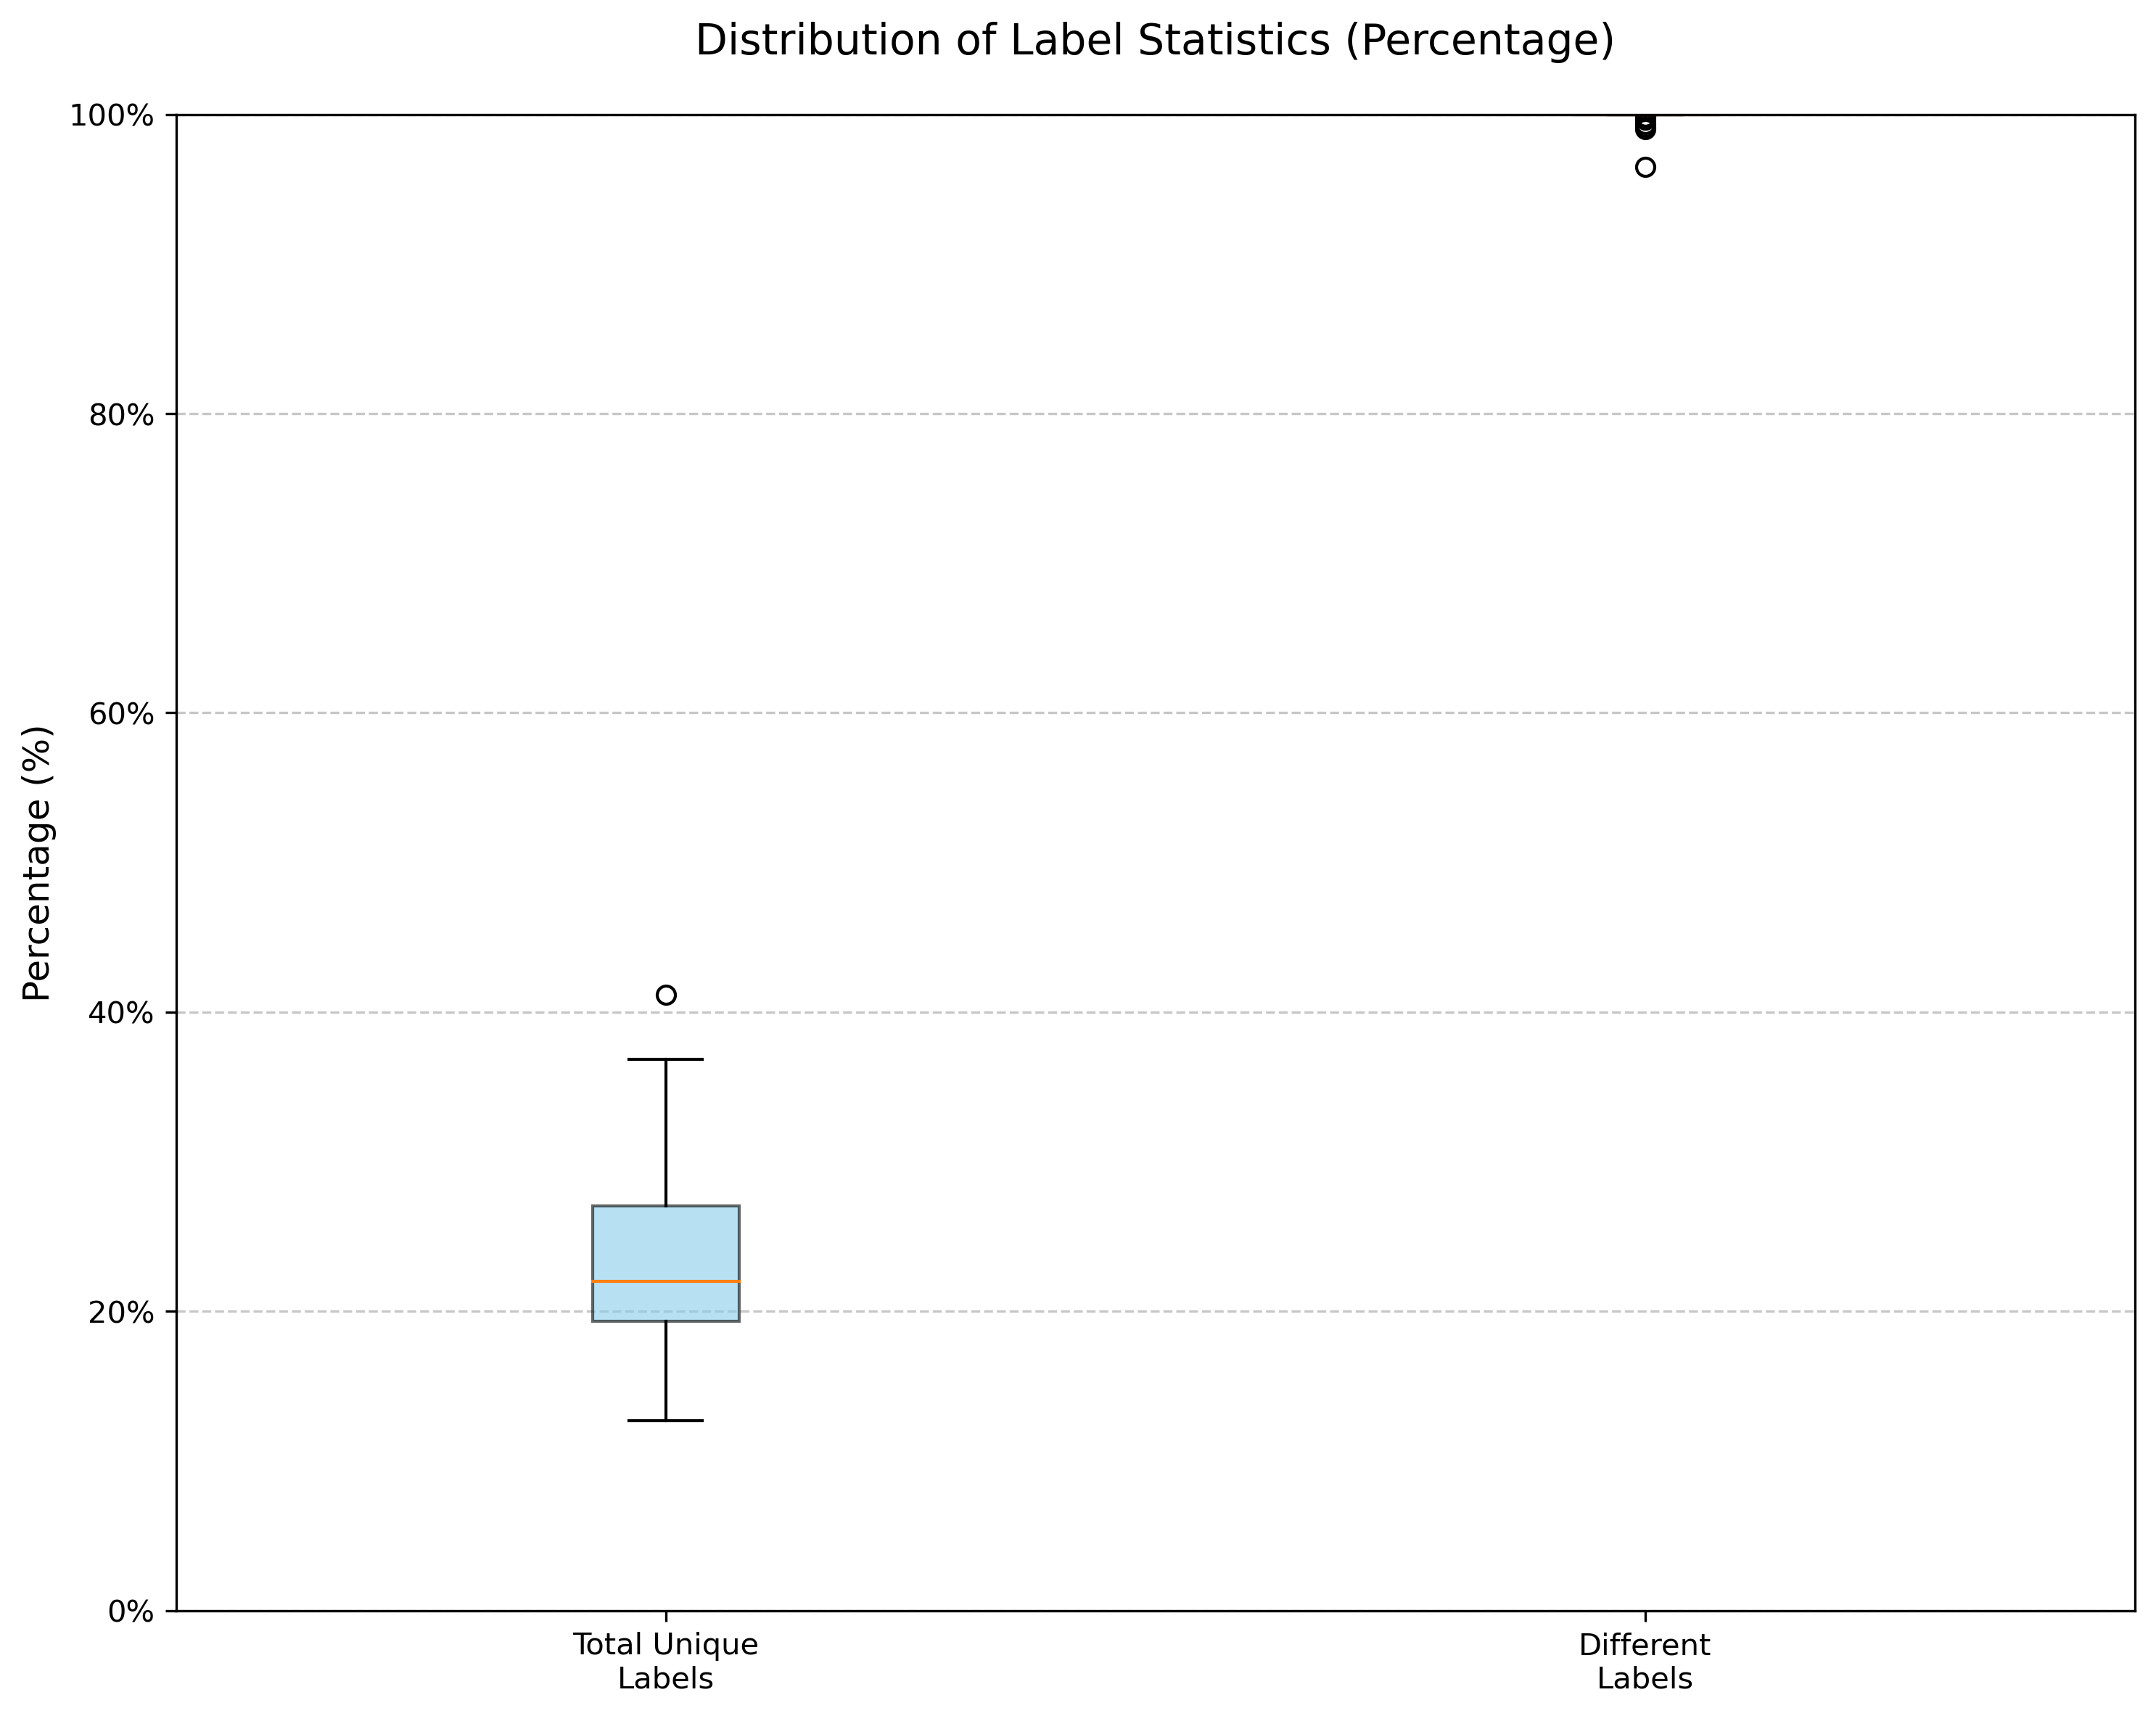 Distribution of Label Statistics (Percentage)
100%
80%
60%
40%
20%
0%
Percentage (%)
Total Unique
Labels
Different
Labels